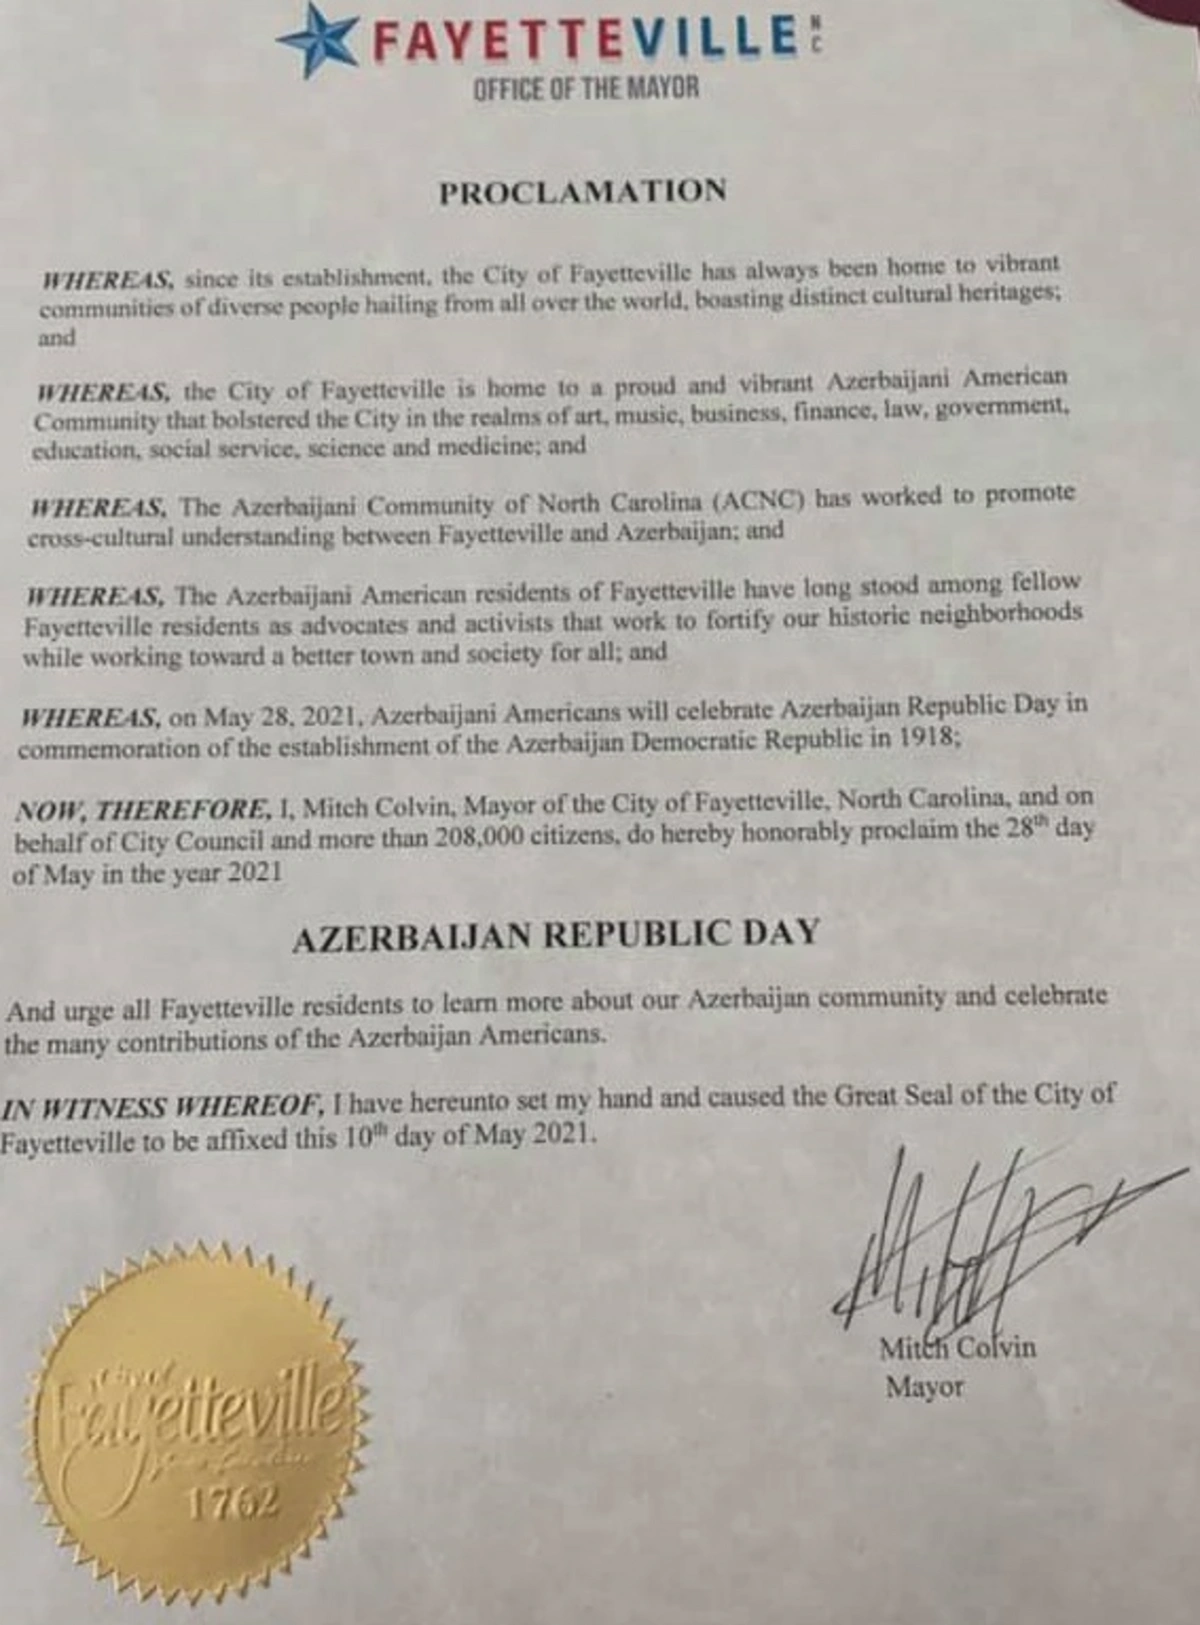 FAYETTEVILLE NC
OFFICE OF THE MAYOR
PROCLAMATION
WHEREAS, since its establishment, the City of Fayetteville has always been home to vibrant
communities of diverse people hailing from all over the world, boasting distinct cultural heritages;
and
WHEREAS, the City of Fayetteville is home to a proud and vibrant Azerbaijani American
Community that bolstered the City in the realms of art, music, business, finance, law, government,
education, social service, science and medicine; and
WHEREAS, The Azerbaijani Community of North Carolina (ACNC) has worked to promote
cross-cultural understanding between Fayetteville and Azerbaijan; and
WHEREAS, The Azerbaijani American residents of Fayetteville have long stood among fellow
Fayetteville residents as advocates and activists that work to fortify our historic neighborhoods
while working toward a better town and society for all; and
WHEREAS, on May 28, 2021, Azerbaijani Americans will celebrate Azerbaijan Republic Day in
commemoration of the establishment of the Azerbaijan Democratic Republic in 1918;
NOW, THEREFORE, I, Mitch Colvin, Mayor of the City of Fayetteville, North Carolina, and on
behalf of City Council and more than 208,000 citizens, do hereby honorably proclaim the 28th day
of May in the year 2021
AZERBAIJAN REPUBLIC DAY
And urge all Fayetteville residents to learn more about our Azerbaijan community and celebrate
the many contributions of the Azerbaijan Americans.
IN WITNESS WHEREOF, I have hereunto set my hand and caused the Great Seal of the City of
Fayetteville to be affixed this 10th day of May 2021.
Mitch Colvin
Mayor
City of
Fayetteville
1762